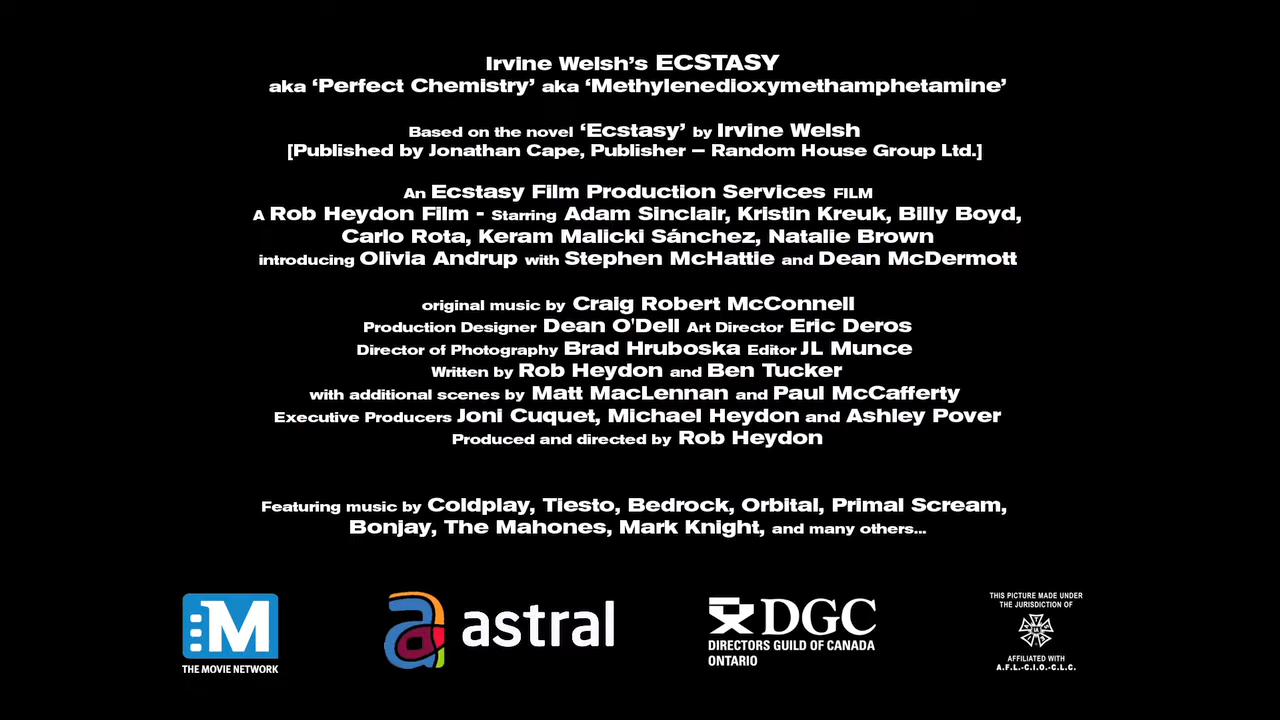 Irvine Welsh's ECSTASY
aka ‘Perfect Chemistry’ aka ‘Methylenedioxymethamphetamine’
Based on the novel ‘Ecstasy’ by Irvine Welsh
[Published by Jonathan Cape, Publisher – Random House Group Ltd.]
An Ecstasy Film Production Services FILM
A Rob Heydon Film - Starring Adam Sinclair, Kristin Kreuk, Billy Boyd,
Carlo Rota, Keram Malicki Sánchez, Natalie Brown
introducing Olivia Andrup with Stephen McHattie and Dean McDermott
original music by Craig Robert McConnell
Production Designer Dean O'Dell Art Director Eric Deros
Director of Photography Brad Hruboska Editor JL Munce
Written by Rob Heydon and Ben Tucker
with additional scenes by Matt MacLennan and Paul McCafferty
Executive Producers Joni Cuquet, Michael Heydon and Ashley Pover
Produced and directed by Rob Heydon
Featuring music by Coldplay, Tiesto, Bedrock, Orbital, Primal Scream,
Bonjay, The Mahones, Mark Knight, and many others...
M
THE MOVIE NETWORK
a astral
DGC
DIRECTORS GUILD OF CANADA
ONTARIO
THIS PICTURE MADE UNDER
THE JURISDICTION OF
AFFILIATED WITH
A.F.L.-C.I.O.-C.L.C.